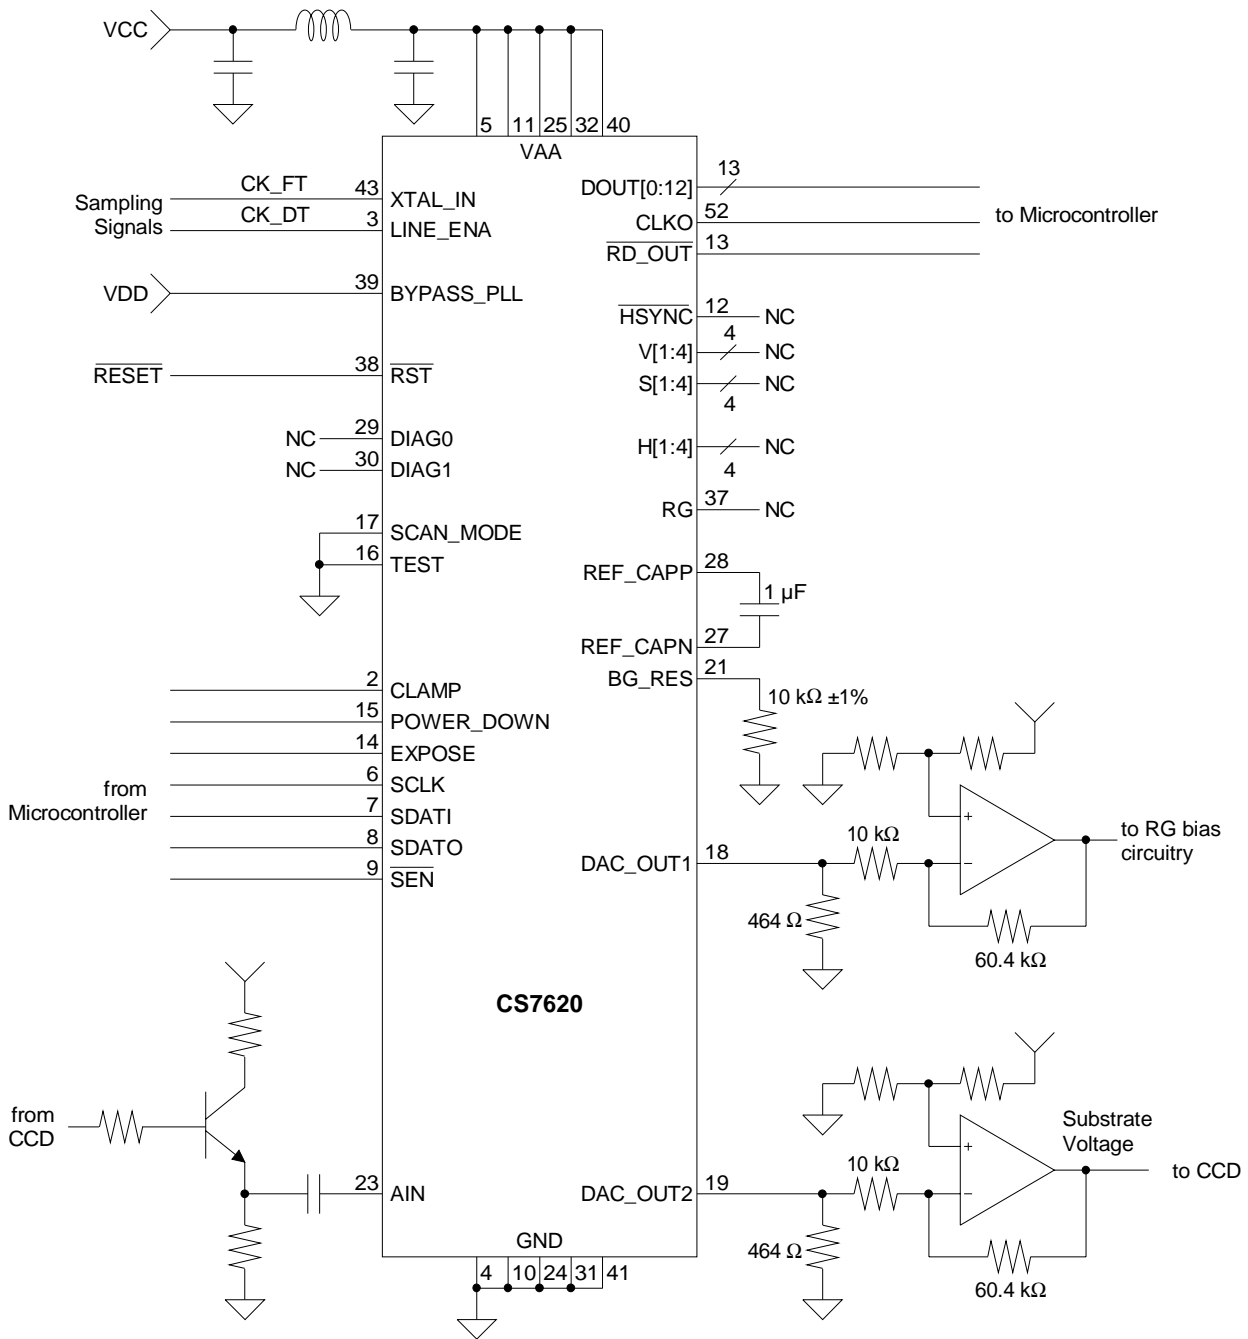 VCC
5 11 25 32 40
VAA
Sampling
Signals
CK_FT
43
XTAL_IN
CK_DT
3
LINE_ENA
VDD
39
BYPASS_PLL
RESET
38
RST
NC
29
DIAG0
NC
30
DIAG1
17
SCAN_MODE
16
TEST
from
Microcontroller
2
CLAMP
15
POWER_DOWN
14
EXPOSE
6
SCLK
7
SDATI
8
SDATO
9
SEN
from
CCD
23
AIN
CS7620
GND
4 10 24 31 41
DOUT[0:12]
13
CLKO
52
RD_OUT
13
to Microcontroller
HSYNC
12
NC
V[1:4]
4
NC
S[1:4]
4
NC
H[1:4]
4
NC
RG
37
NC
REF_CAPP
28
1 µF
REF_CAPN
27
BG_RES
21
10 kΩ ±1%
DAC_OUT1
18
464 Ω
10 kΩ
+
−
60.4 kΩ
to RG bias
circuitry
DAC_OUT2
19
464 Ω
10 kΩ
+
−
60.4 kΩ
Substrate
Voltage
to CCD